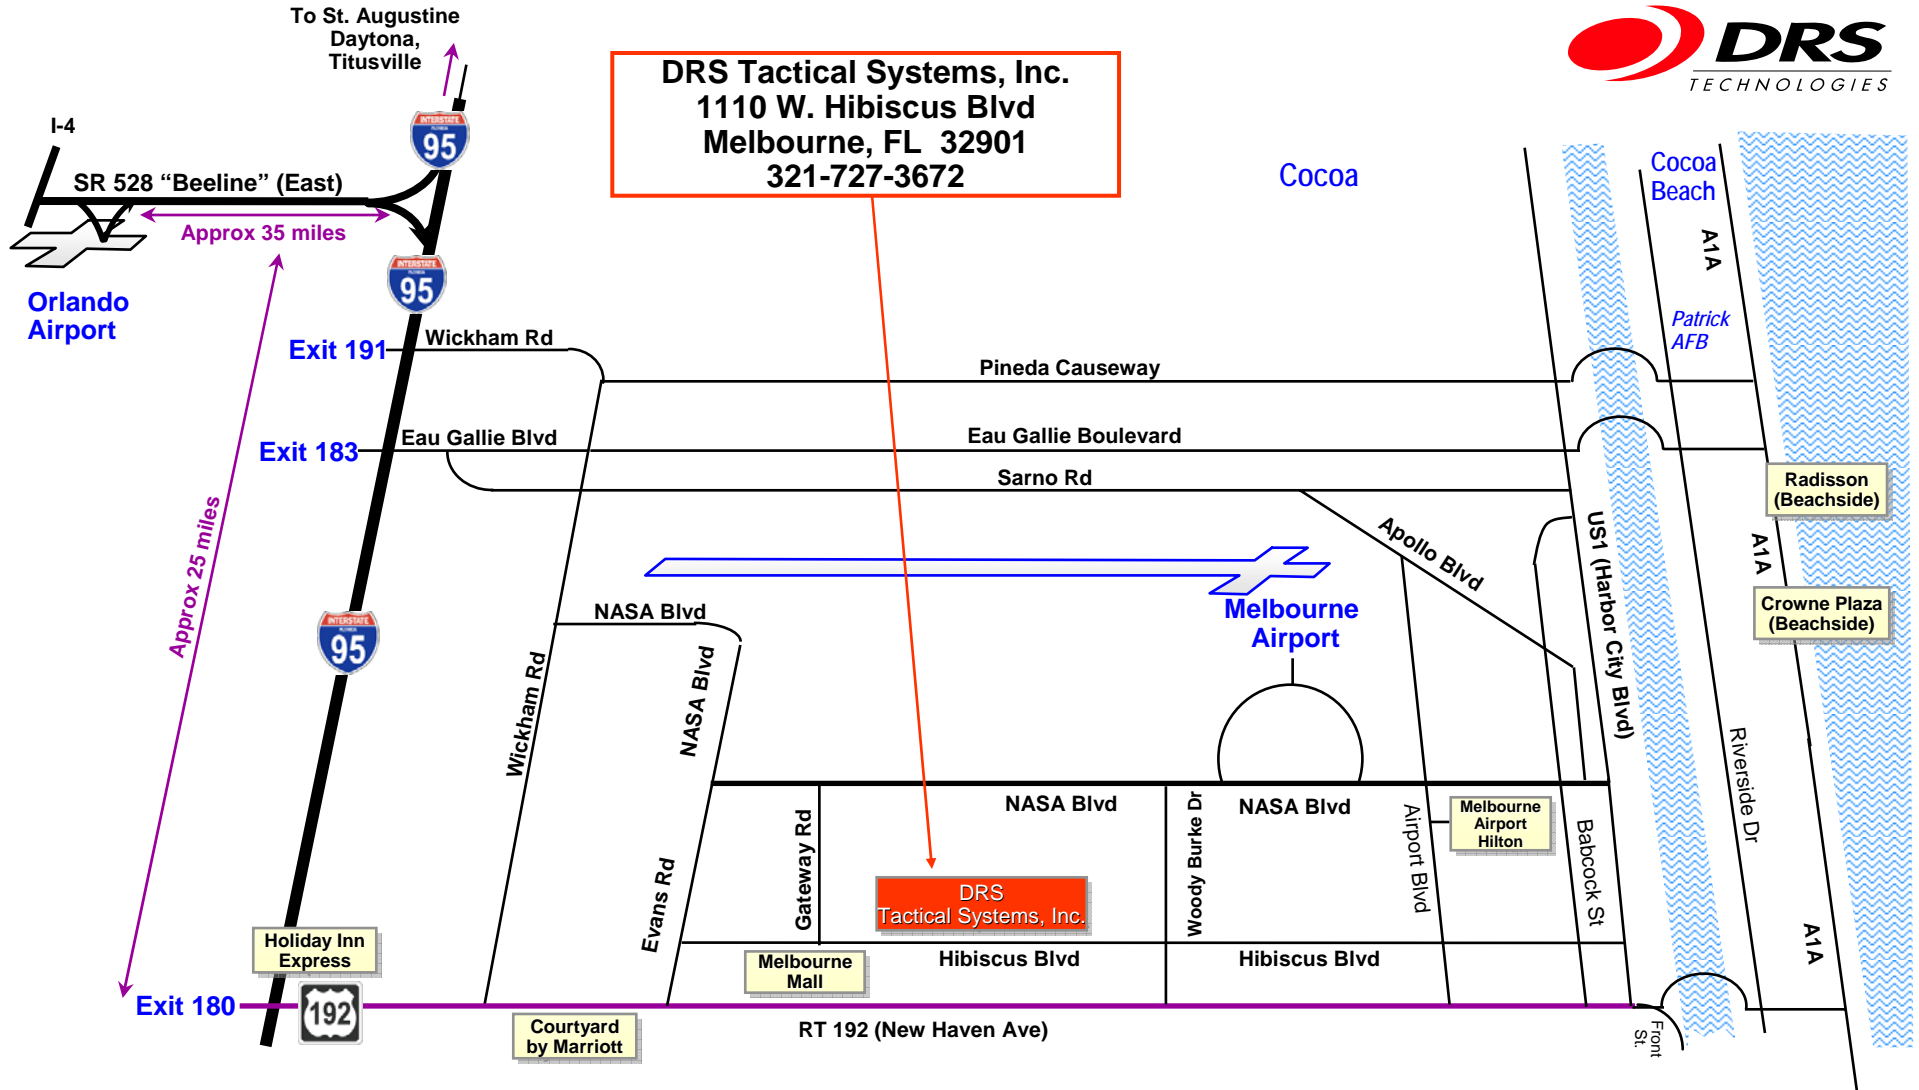 To St. Augustine
Daytona,
Titusville
DRS
TECHNOLOGIES
DRS Tactical Systems, Inc.
1110 W. Hibiscus Blvd
Melbourne, FL  32901
321-727-3672
I-4
INTERSTATE
FLORIDA
95
SR 528 “Beeline” (East)
Approx 35 miles
Cocoa
Cocoa
Beach
A1A
INTERSTATE
FLORIDA
95
Orlando
Airport
Patrick
AFB
Exit 191
Wickham Rd
Pineda Causeway
Exit 183
Eau Gallie Blvd
Eau Gallie Boulevard
Sarno Rd
Radisson
(Beachside)
Approx 25 miles
Apollo Blvd
US1 (Harbor City Blvd)
A1A
INTERSTATE
FLORIDA
95
NASA Blvd
Melbourne
Airport
Crowne Plaza
(Beachside)
Wickham Rd
NASA Blvd
Riverside Dr
NASA Blvd
NASA Blvd
Gateway Rd
Woody Burke Dr
Airport Blvd
Melbourne
Airport
Hilton
Babcock St
Evans Rd
DRS
Tactical Systems, Inc.
A1A
Holiday Inn
Express
Melbourne
Mall
Hibiscus Blvd
Hibiscus Blvd
Exit 180
192
Courtyard
by Marriott
RT 192 (New Haven Ave)
Front
St.